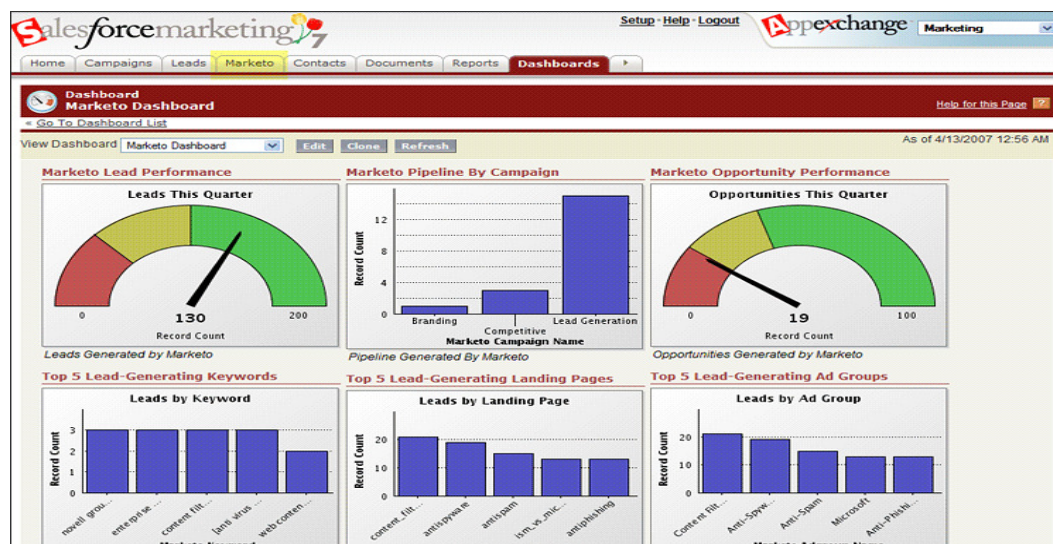 Salesforcemarketing 7
Setup · Help · Logout
Appexchange Marketing
Home Campaigns Leads Marketo Contacts Documents Reports Dashboards
Dashboard
Marketo Dashboard
Help for this Page ?
« Go To Dashboard List
View Dashboard Marketo Dashboard Edit Clone Refresh
As of 4/13/2007 12:56 AM
Marketo Lead Performance
Leads This Quarter
0 130 200
Record Count
Leads Generated by Marketo
Marketo Pipeline By Campaign
Record Count
12
8
4
0
Branding
Competitive
Lead Generation
Marketo Campaign Name
Pipeline Generated By Marketo
Marketo Opportunity Performance
Opportunities This Quarter
0 19 100
Record Count
Opportunities Generated by Marketo
Top 5 Lead-Generating Keywords
Leads by Keyword
Record Count
3
2
1
0
novell grou...
enterprise ...
content filt...
[anti virus ...
web conten...
Top 5 Lead-Generating Landing Pages
Leads by Landing Page
Record Count
20
10
0
content_filt...
antispyware
antispam
ism_vs_mic...
antiphishing
Top 5 Lead-Generating Ad Groups
Leads by Ad Group
Record Count
20
10
0
Content Filt...
Anti-Spyw...
Anti-Spam
Microsoft
Anti-Phishi...